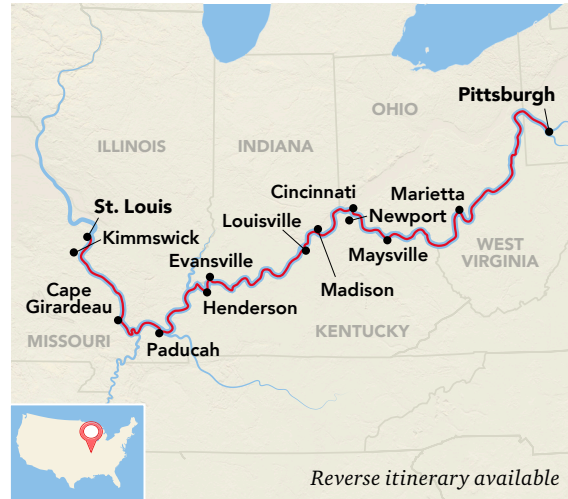 Pittsburgh
OHIO
ILLINOIS
INDIANA
Cincinnati
Marietta
St. Louis
Newport
Louisville
Kimmswick
WEST
VIRGINIA
Maysville
Evansville
Madison
Cape
Girardeau
Henderson
KENTUCKY
MISSOURI
Paducah
Reverse itinerary available